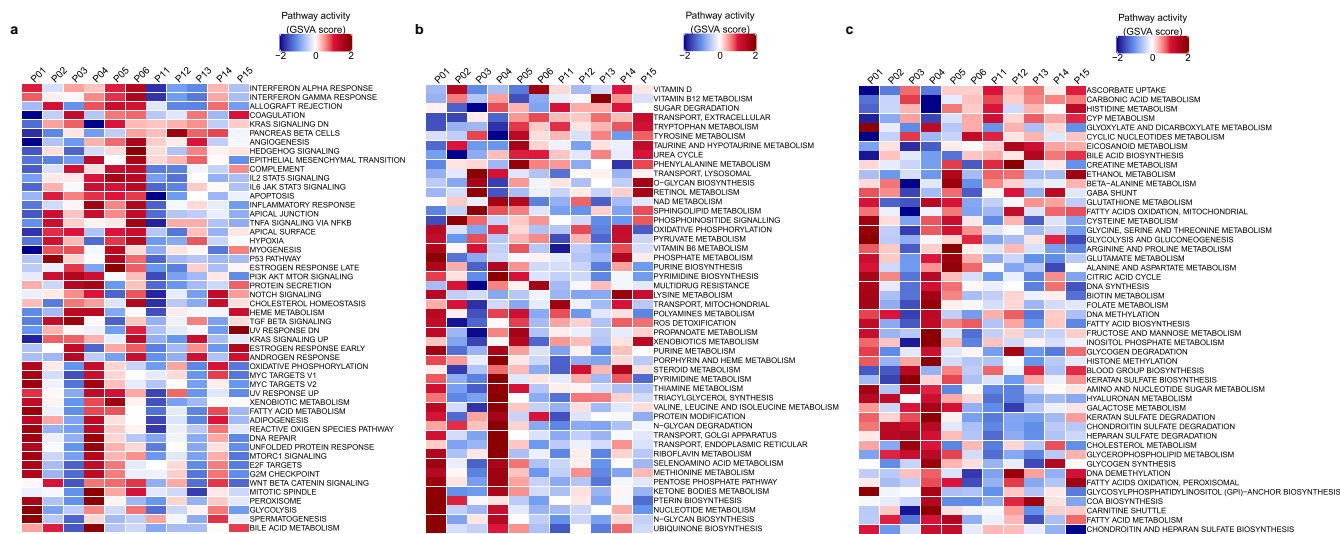 a
Pathway activity
(GSVA score)
−2 0 2
P01 P02 P03 P04 P05 P06 P11 P12 P13 P14 P15
INTERFERON ALPHA RESPONSE
INTERFERON GAMMA RESPONSE
ALLOGRAFT REJECTION
COAGULATION
KRAS SIGNALING DN
PANCREAS BETA CELLS
ANGIOGENESIS
HEDGEHOG SIGNALING
EPITHELIAL MESENCHYMAL TRANSITION
COMPLEMENT
IL2 STAT5 SIGNALING
IL6 JAK STAT3 SIGNALING
APOPTOSIS
INFLAMMATORY RESPONSE
APICAL JUNCTION
TNFA SIGNALING VIA NFKB
APICAL SURFACE
HYPOXIA
MYOGENESIS
P53 PATHWAY
ESTROGEN RESPONSE LATE
PI3K AKT MTOR SIGNALING
PROTEIN SECRETION
NOTCH SIGNALING
CHOLESTEROL HOMEOSTASIS
HEME METABOLISM
TGF BETA SIGNALING
UV RESPONSE DN
KRAS SIGNALING UP
ESTROGEN RESPONSE EARLY
ANDROGEN RESPONSE
OXIDATIVE PHOSPHORYLATION
MYC TARGETS V1
MYC TARGETS V2
UV RESPONSE UP
XENOBIOTIC METABOLISM
FATTY ACID METABOLISM
ADIPOGENESIS
REACTIVE OXIGEN SPECIES PATHWAY
DNA REPAIR
UNFOLDED PROTEIN RESPONSE
MTORC1 SIGNALING
E2F TARGETS
G2M CHECKPOINT
WNT BETA CATENIN SIGNALING
MITOTIC SPINDLE
PEROXISOME
GLYCOLYSIS
SPERMATOGENESIS
BILE ACID METABOLISM
b
Pathway activity
(GSVA score)
−2 0 2
P01 P02 P03 P04 P05 P06 P11 P12 P13 P14 P15
VITAMIN D
VITAMIN B12 METABOLISM
SUGAR DEGRADATION
TRANSPORT, EXTRACELLULAR
TRYPTOPHAN METABOLISM
TYROSINE METABOLISM
TAURINE AND HYPOTAURINE METABOLISM
UREA CYCLE
PHENYLALANINE METABOLISM
TRANSPORT, LYSOSOMAL
O−GLYCAN BIOSYNTHESIS
RETINOL METABOLISM
NAD METABOLISM
SPHINGOLIPID METABOLISM
PHOSPHOINOSITIDE SIGNALLING
OXIDATIVE PHOSPHORYLATION
PYRUVATE METABOLISM
VITAMIN B6 METABOLISM
PHOSPHATE METABOLISM
PURINE BIOSYNTHESIS
PYRIMIDINE BIOSYNTHESIS
MULTIDRUG RESISTANCE
LYSINE METABOLISM
TRANSPORT, MITOCHONDRIAL
POLYAMINES METABOLISM
ROS DETOXIFICATION
PROPANOATE METABOLISM
XENOBIOTICS METABOLISM
PURINE METABOLISM
PORPHYRIN AND HEME METABOLISM
STEROID METABOLISM
PYRIMIDINE METABOLISM
THIAMINE METABOLISM
TRIACYLGLYCEROL SYNTHESIS
VALINE, LEUCINE AND ISOLEUCINE METABOLISM
PROTEIN MODIFICATION
N−GLYCAN DEGRADATION
TRANSPORT, GOLGI APPARATUS
TRANSPORT, ENDOPLASMIC RETICULAR
RIBOFLAVIN METABOLISM
SELENOAMINO ACID METABOLISM
METHIONINE METABOLISM
PENTOSE PHOSPHATE PATHWAY
KETONE BODIES METABOLISM
PTERIN BIOSYNTHESIS
NUCLEOTIDE METABOLISM
N−GLYCAN BIOSYNTHESIS
UBIQUINONE BIOSYNTHESIS
c
Pathway activity
(GSVA score)
−2 0 2
P01 P02 P03 P04 P05 P06 P11 P12 P13 P14 P15
ASCORBATE UPTAKE
CARBONIC ACID METABOLISM
HISTIDINE METABOLISM
CYP METABOLISM
GLYOXYLATE AND DICARBOXYLATE METABOLISM
CYCLIC NUCLEOTIDES METABOLISM
EICOSANOID METABOLISM
BILE ACID BIOSYNTHESIS
CREATINE METABOLISM
ETHANOL METABOLISM
BETA−ALANINE METABOLISM
GABA SHUNT
GLUTATHIONE METABOLISM
FATTY ACIDS OXIDATION, MITOCHONDRIAL
CYSTEINE METABOLISM
GLYCINE, SERINE AND THREONINE METABOLISM
GLYCOLYSIS AND GLUCONEOGENESIS
ARGININE AND PROLINE METABOLISM
GLUTAMATE METABOLISM
ALANINE AND ASPARTATE METABOLISM
CITRIC ACID CYCLE
DNA SYNTHESIS
BIOTIN METABOLISM
FOLATE METABOLISM
DNA METHYLATION
FATTY ACID BIOSYNTHESIS
FRUCTOSE AND MANNOSE METABOLISM
INOSITOL PHOSPHATE METABOLISM
GLYCOGEN DEGRADATION
HISTONE METHYLATION
BLOOD GROUP BIOSYNTHESIS
KERATAN SULFATE BIOSYNTHESIS
AMINO AND NUCLEOTIDE SUGAR METABOLISM
HYALURONAN METABOLISM
GALACTOSE METABOLISM
KERATAN SULFATE DEGRADATION
CHONDROITIN SULFATE DEGRADATION
HEPARAN SULFATE DEGRADATION
CHOLESTEROL METABOLISM
GLYCEROPHOSPHOLIPID METABOLISM
GLYCOGEN SYNTHESIS
DNA DEMETHYLATION
FATTY ACIDS OXIDATION, PEROXISOMAL
GLYCOSYLPHOSPHATIDYLINOSITOL (GPI)−ANCHOR BIOSYNTHESIS
COA BIOSYNTHESIS
CARNITINE SHUTTLE
FATTY ACID METABOLISM
CHONDROITIN AND HEPARAN SULFATE BIOSYNTHESIS